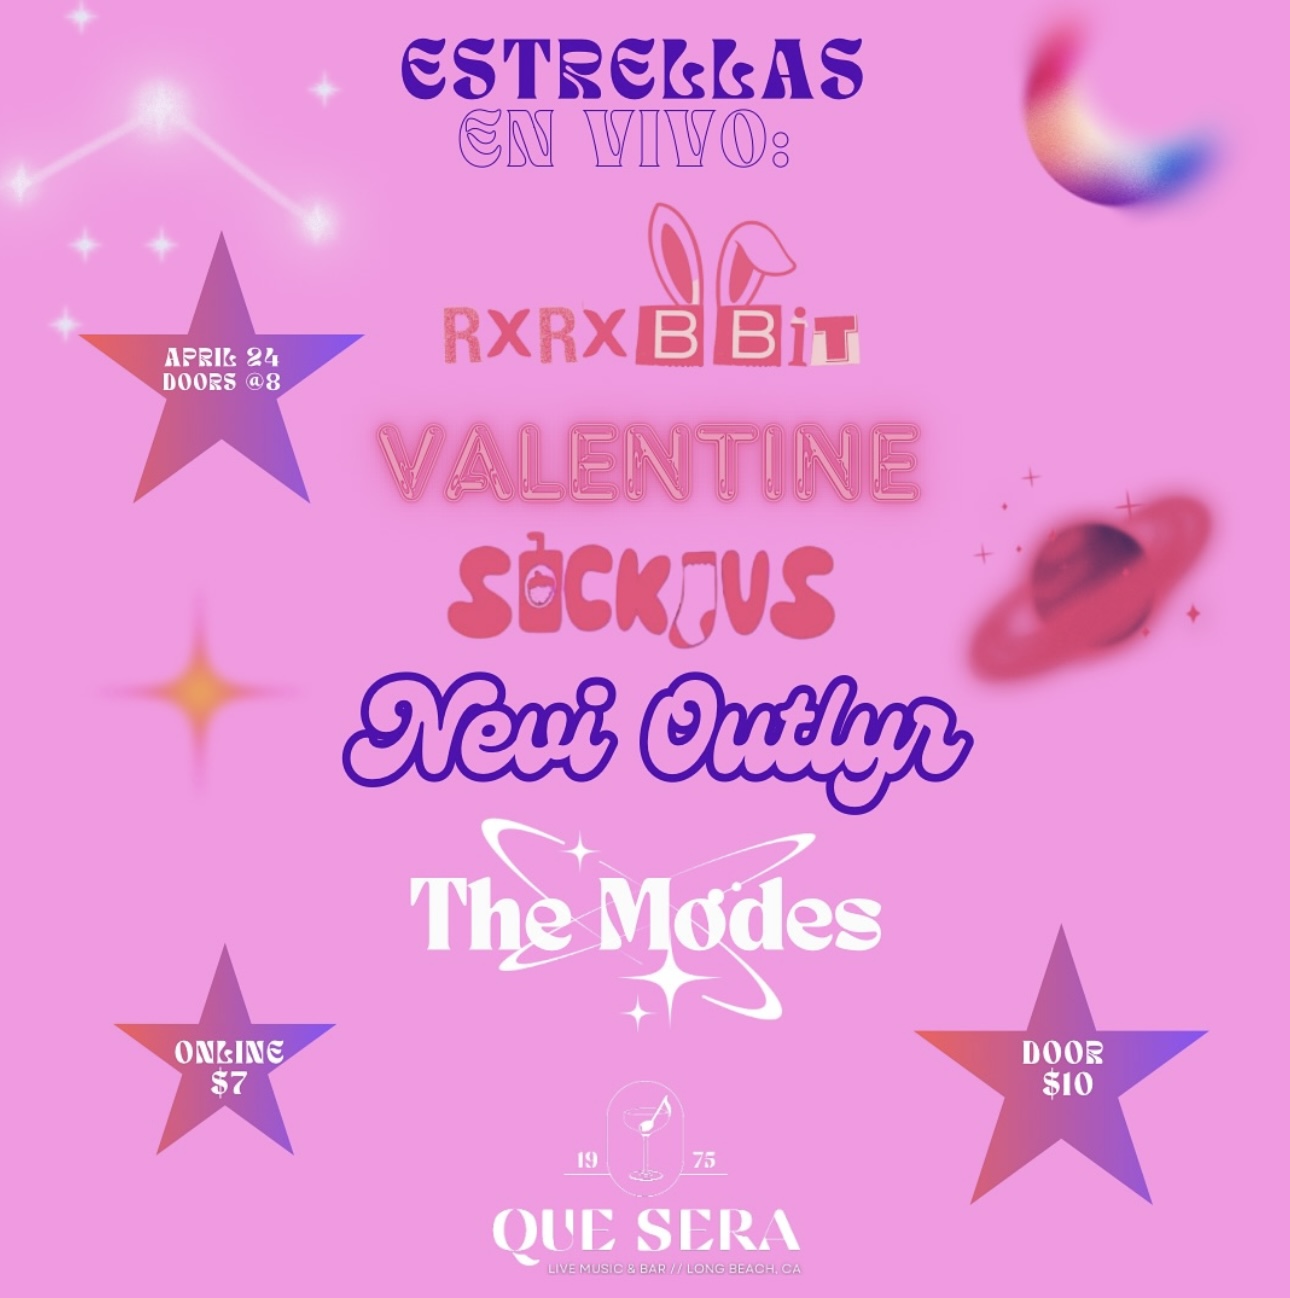 ESTRELLAS
EN VIVO:
RXRXBBiT
APRIL 24
DOORS @8
VALENTINE
SOCKJUS
Nevi Outlyr
The Modes
ONLINE
$7
DOOR
$10
19 75
QUE SERA
LIVE MUSIC & BAR // LONG BEACH, CA